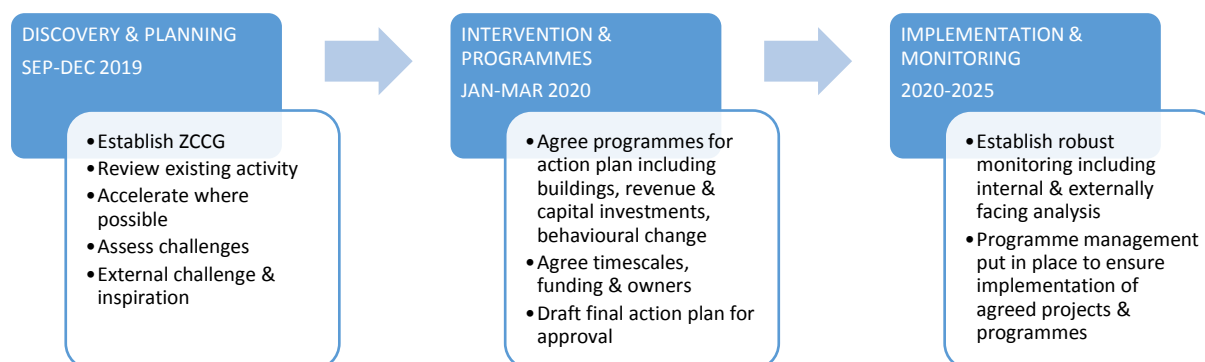 DISCOVERY & PLANNING
SEP-DEC 2019
•Establish ZCCG
•Review existing activity
•Accelerate where
possible
•Assess challenges
•External challenge &
inspiration
INTERVENTION &
PROGRAMMES
JAN-MAR 2020
•Agree programmes for
action plan including
buildings, revenue &
capital investments,
behavioural change
•Agree timescales,
funding & owners
•Draft final action plan for
approval
IMPLEMENTATION &
MONITORING
2020-2025
•Establish robust
monitoring including
internal & externally
facing analysis
•Programme management
put in place to ensure
implementation of
agreed projects &
programmes